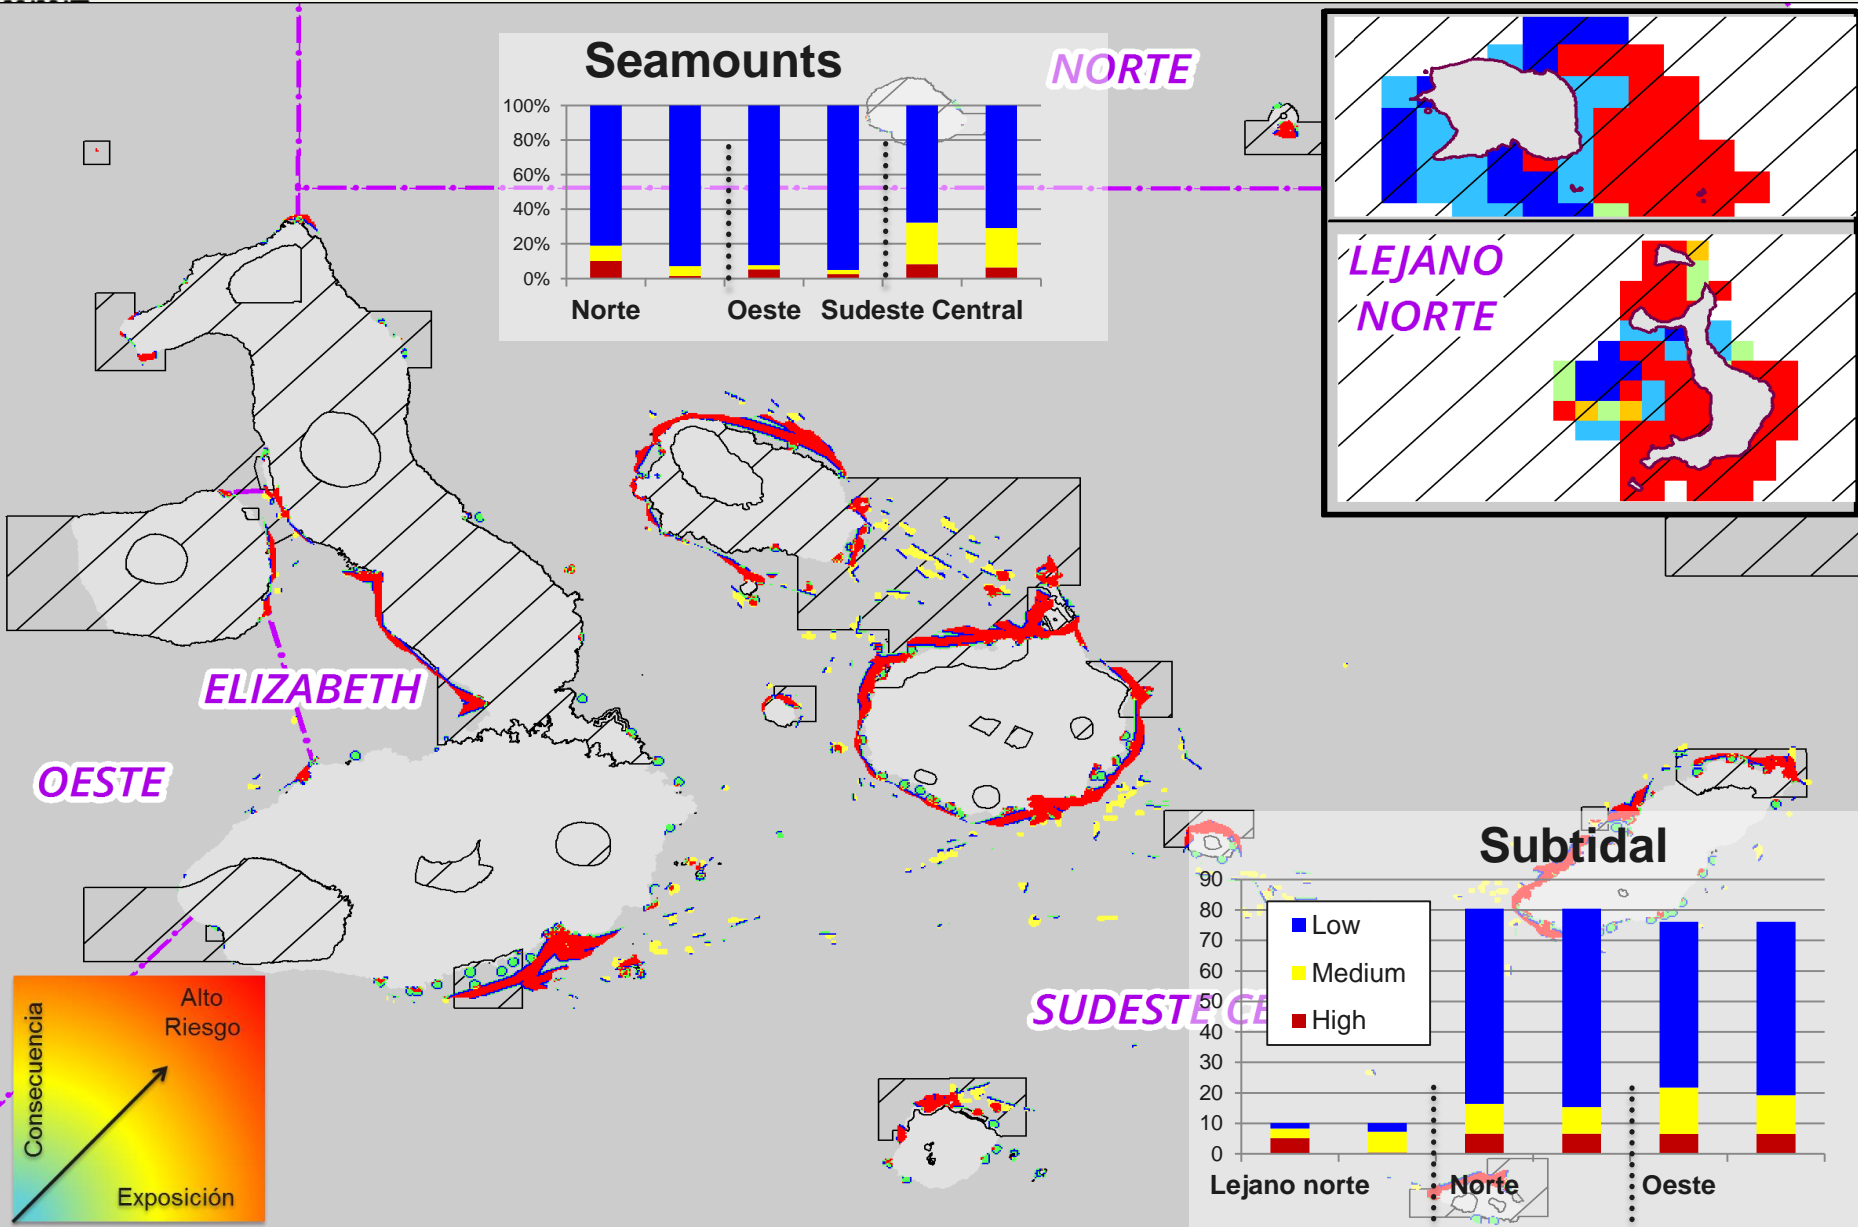 Seamounts
NORTE
100%
80%
60%
40%
20%
0%
Norte
Oeste
Sudeste Central
LEJANO
NORTE
ELIZABETH
OESTE
SUDESTE CE
Subtidal
90
80
70
60
50
40
30
20
10
0
Low
Medium
High
Lejano norte
Norte
Oeste
Consecuencia
Alto
Riesgo
Exposición